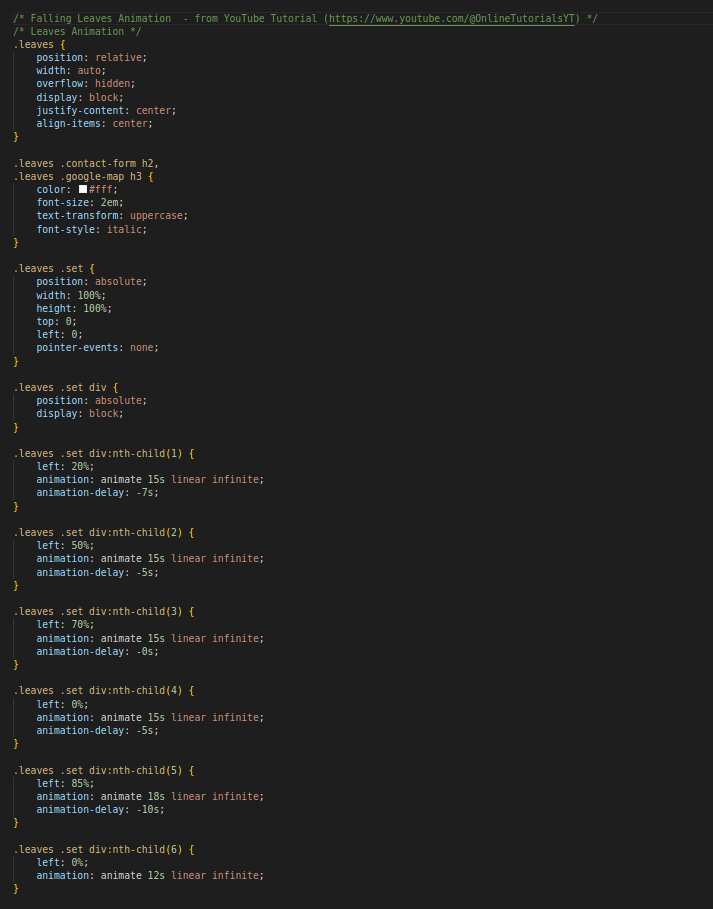 /* Falling Leaves Animation  - from YouTube Tutorial (https://www.youtube.com/@OnlineTutorialsYT) */
/* Leaves Animation */
.leaves {
    position: relative;
    width: auto;
    overflow: hidden;
    display: block;
    justify-content: center;
    align-items: center;
}

.leaves .contact-form h2,
.leaves .google-map h3 {
    color: #fff;
    font-size: 2em;
    text-transform: uppercase;
    font-style: italic;
}

.leaves .set {
    position: absolute;
    width: 100%;
    height: 100%;
    top: 0;
    left: 0;
    pointer-events: none;
}

.leaves .set div {
    position: absolute;
    display: block;
}

.leaves .set div:nth-child(1) {
    left: 20%;
    animation: animate 15s linear infinite;
    animation-delay: -7s;
}

.leaves .set div:nth-child(2) {
    left: 50%;
    animation: animate 15s linear infinite;
    animation-delay: -5s;
}

.leaves .set div:nth-child(3) {
    left: 70%;
    animation: animate 15s linear infinite;
    animation-delay: -0s;
}

.leaves .set div:nth-child(4) {
    left: 0%;
    animation: animate 15s linear infinite;
    animation-delay: -5s;
}

.leaves .set div:nth-child(5) {
    left: 85%;
    animation: animate 18s linear infinite;
    animation-delay: -10s;
}

.leaves .set div:nth-child(6) {
    left: 0%;
    animation: animate 12s linear infinite;
}